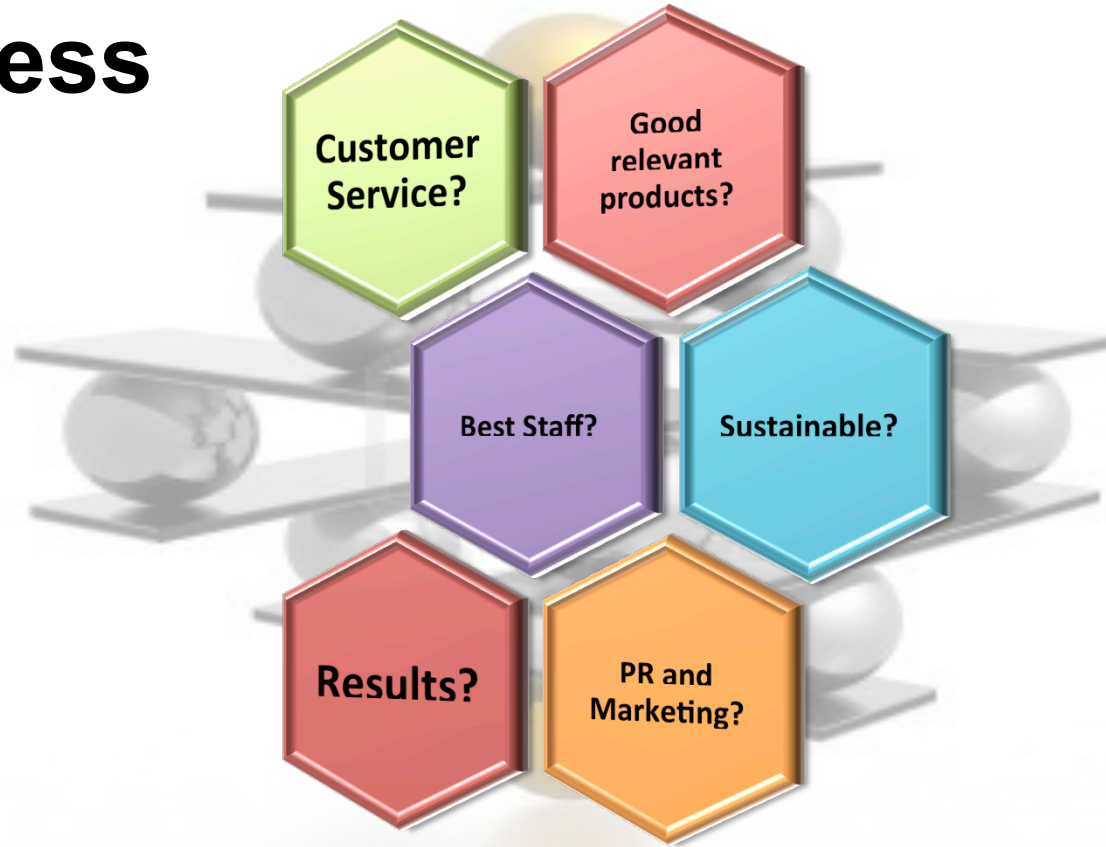 ess
Customer
Service?
Good
relevant
products?
Best Staff?
Sustainable?
Results?
PR and
Marketing?